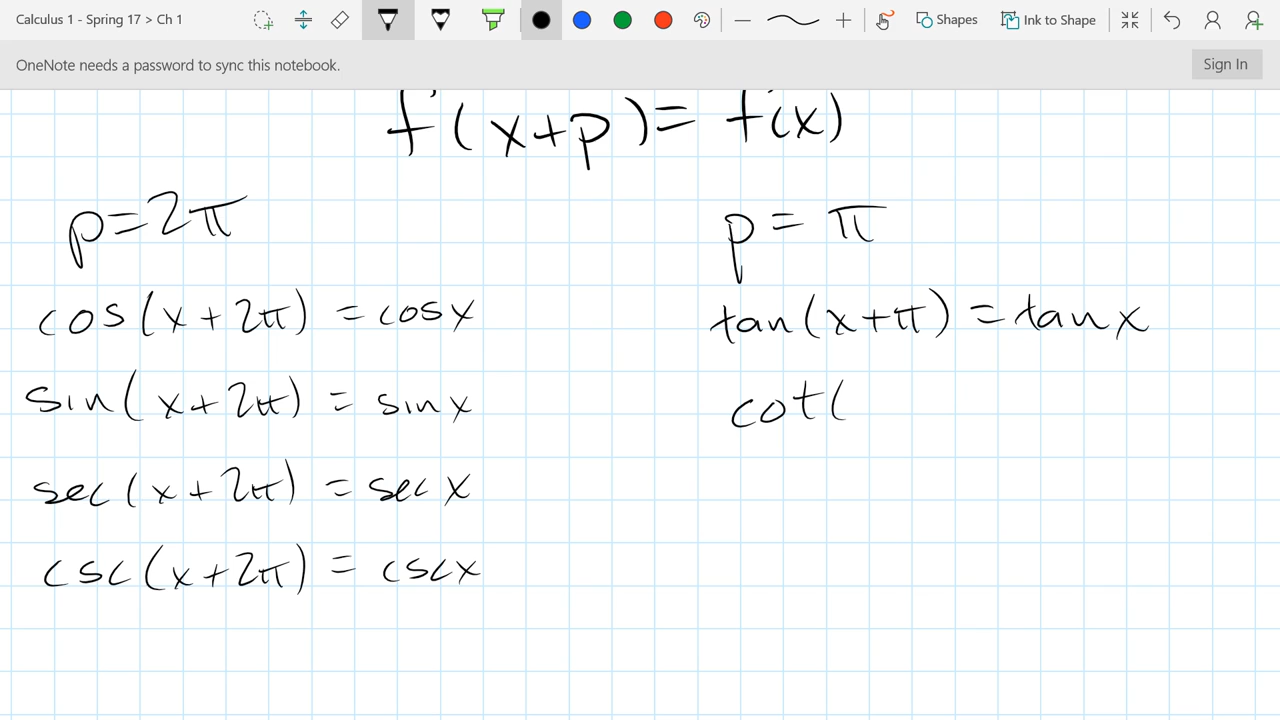 Calculus 1 - Spring 17 > Ch 1
Shapes
Ink to Shape
OneNote needs a password to sync this notebook.
Sign In
f(x+p)= f(x)
p=2π
cos(x+2π) = cos x
sin(x+2π) = sin x
sec(x+2π) = sec x
csc(x+2π) = csc x
p= π
tan(x+π) = tan x
cot(